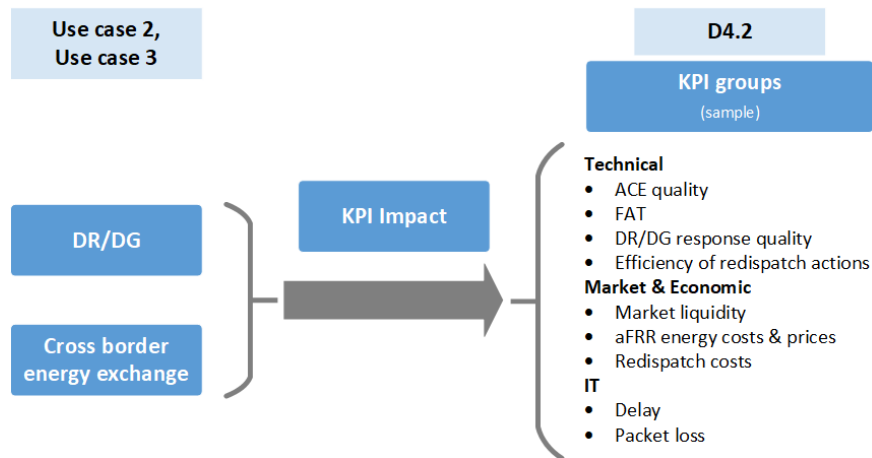 Use case 2,
Use case 3
D4.2
KPI groups
(sample)
DR/DG
Cross border
energy exchange
KPI Impact
Technical
• ACE quality
• FAT
• DR/DG response quality
• Efficiency of redispatch actions
Market & Economic
• Market liquidity
• aFRR energy costs & prices
• Redispatch costs
IT
• Delay
• Packet loss